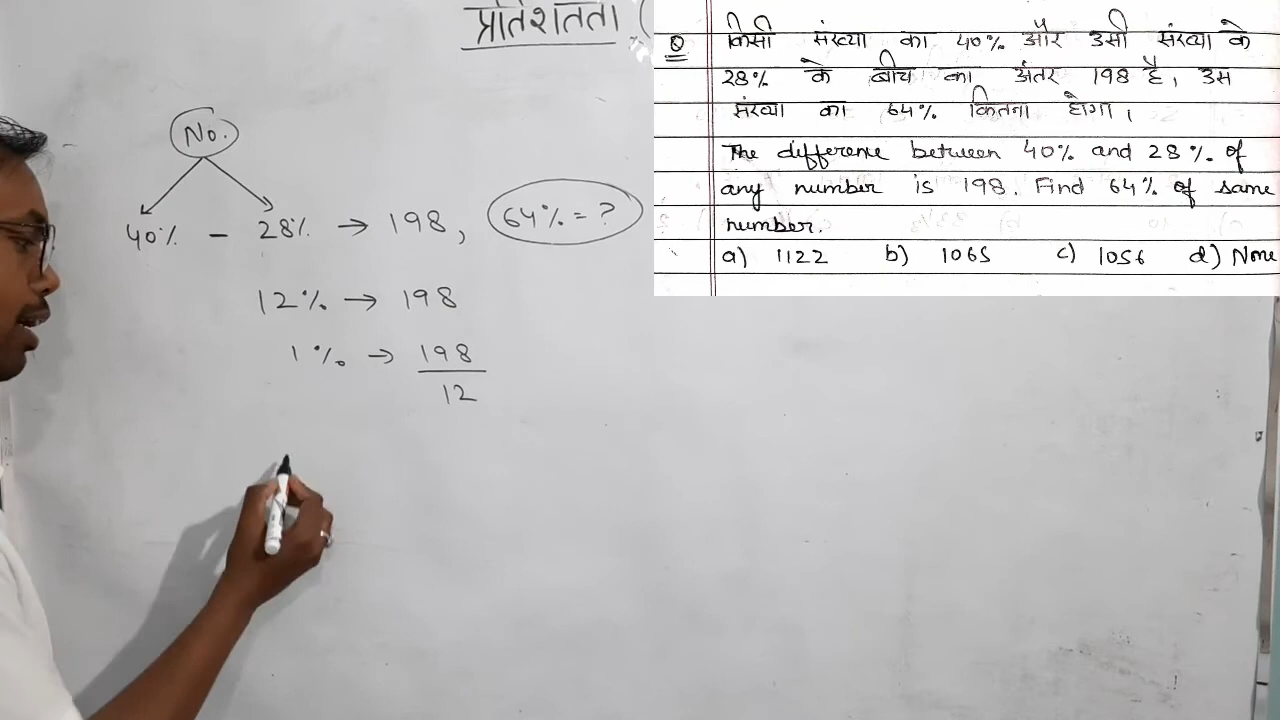 प्रतिशतता (
No.
40% - 28% → 198, 64% = ?
12% → 198
1% → 198
12
Q किसी संख्या का 40% और उसी संख्या के
28% के बीच का अंतर 198 है, उस
संख्या का 64% कितना होगा,
The difference between 40% and 28% of
any number is 198. Find 64% of same
number.
a) 1122 b) 1065 c) 1056 d) None